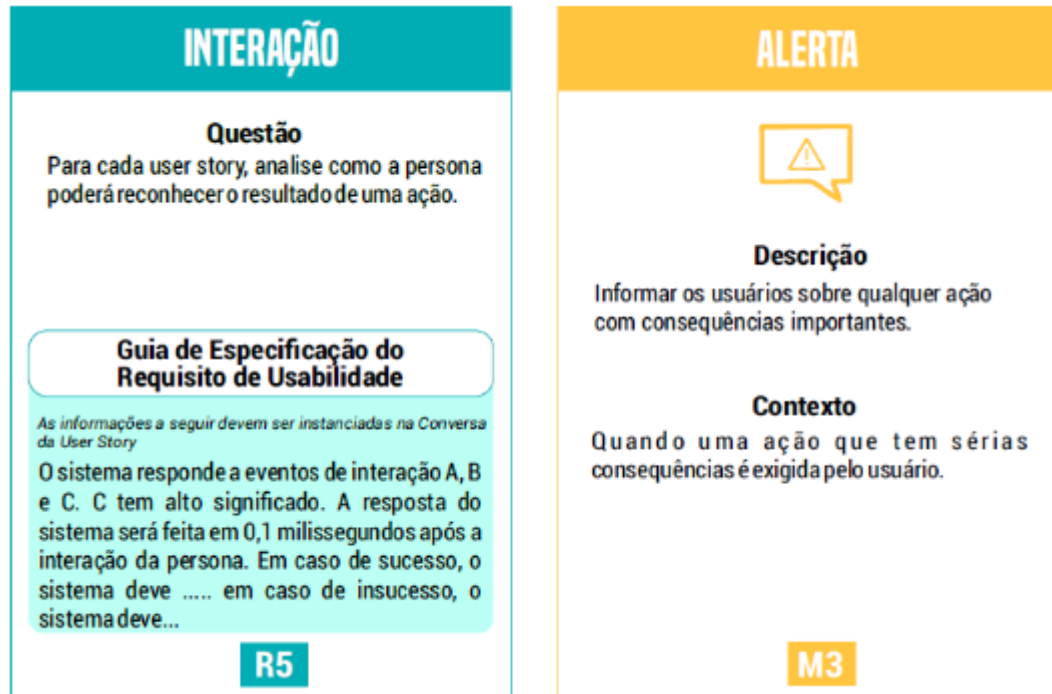 INTERAÇÃO
Questão
Para cada user story, analise como a persona
poderá reconhecer o resultado de uma ação.
Guia de Especificação do
Requisito de Usabilidade
As informações a seguir devem ser instanciadas na Conversa
da User Story
O sistema responde a eventos de interação A, B
e C. C tem alto significado. A resposta do
sistema será feita em 0,1 milissegundos após a
interação da persona. Em caso de sucesso, o
sistema deve ..... em caso de insucesso, o
sistema deve...
R5
ALERTA
Descrição
Informar os usuários sobre qualquer ação
com consequências importantes.
Contexto
Quando uma ação que tem sérias
consequências é exigida pelo usuário.
M3